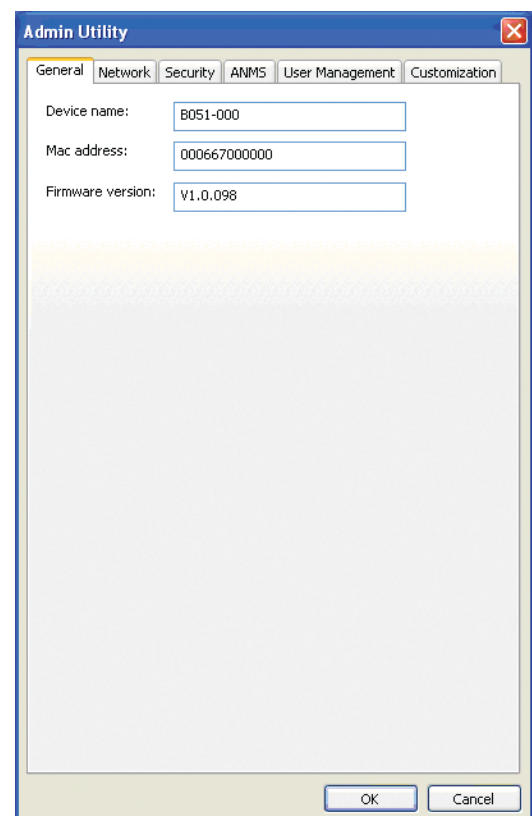 Admin Utility
General Network Security ANMS User Management Customization
Device name: B051-000
Mac address: 000667000000
Firmware version: V1.0.098
OK Cancel